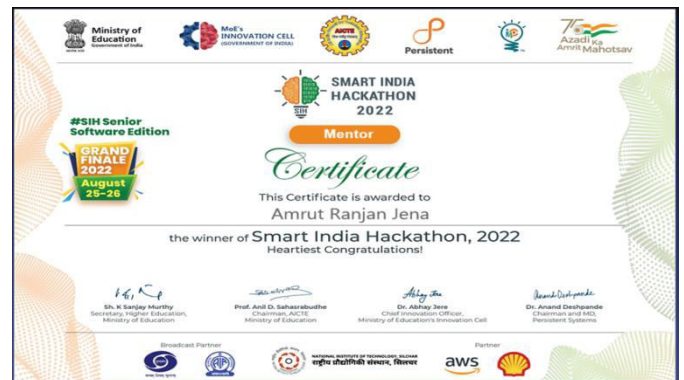 Ministry of
Education
Government of India
MoE's
INNOVATION CELL
(GOVERNMENT OF INDIA)
AICTE
Persistent
75
Azadi Ka
Amrit Mahotsav
SMART INDIA
HACKATHON
2022
SIH
Mentor
#SIH Senior
Software Edition
GRAND
FINALE
2022
August
25-26
Certificate
This Certificate is awarded to
Amrut Ranjan Jena
the winner of Smart India Hackathon, 2022
Heartiest Congratulations!
Sh. K Sanjay Murthy
Secretary, Higher Education,
Ministry of Education
Prof. Anil D. Sahasrabudhe
Chairman, AICTE
Ministry of Education
Dr. Abhay Jere
Chief Innovation Officer,
Ministry of Education's Innovation Cell
Dr. Anand Deshpande
Chairman and MD,
Persistent Systems
Broadcast Partner
Partner
NATIONAL INSTITUTE OF TECHNOLOGY, SILCHAR
राष्ट्रीय प्रौद्योगिकी संस्थान, सिलचर
aws